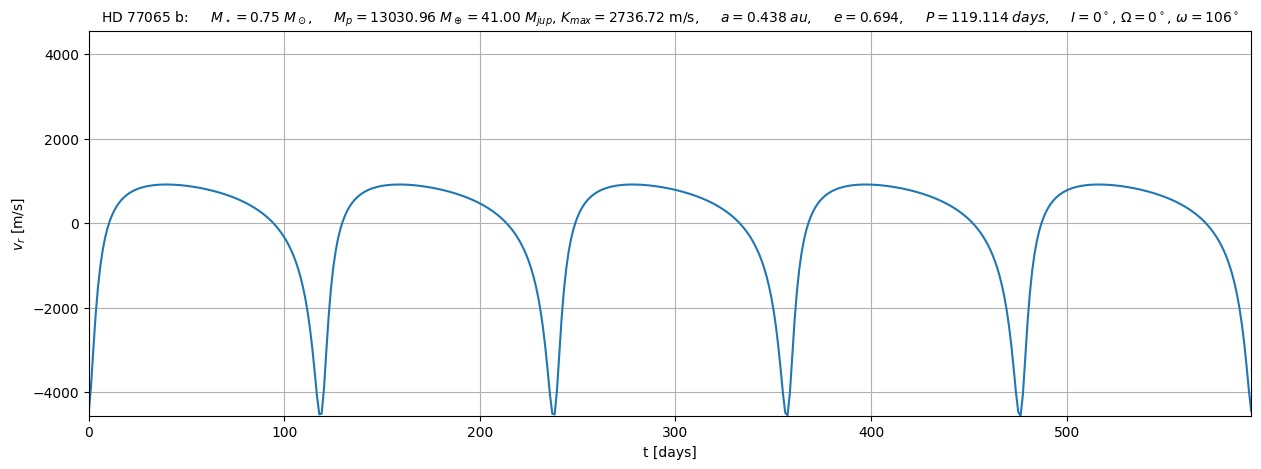 HD 77065 b: M⋆ = 0.75 M⊙, Mp = 13030.96 M⊕ = 41.00 Mjup, Kmax = 2736.72 m/s, a = 0.438 au, e = 0.694, P = 119.114 days, I = 0°, Ω = 0°, ω = 106°
4000
2000
0
−2000
−4000
vr [m/s]
0 100 200 300 400 500
t [days]